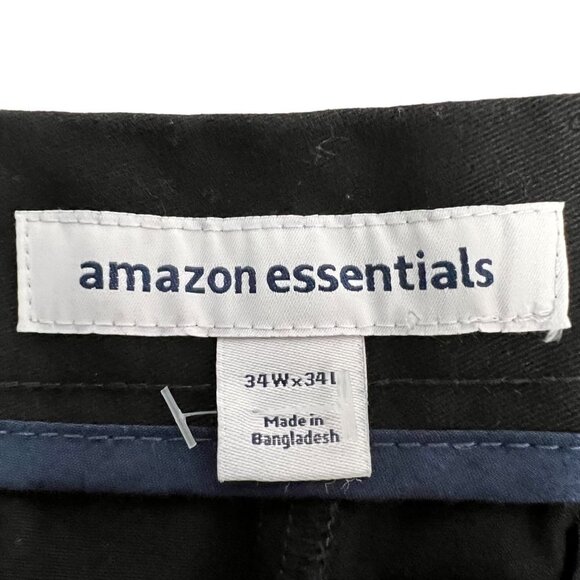 amazon essentials
34W x 34L
Made in
Bangladesh